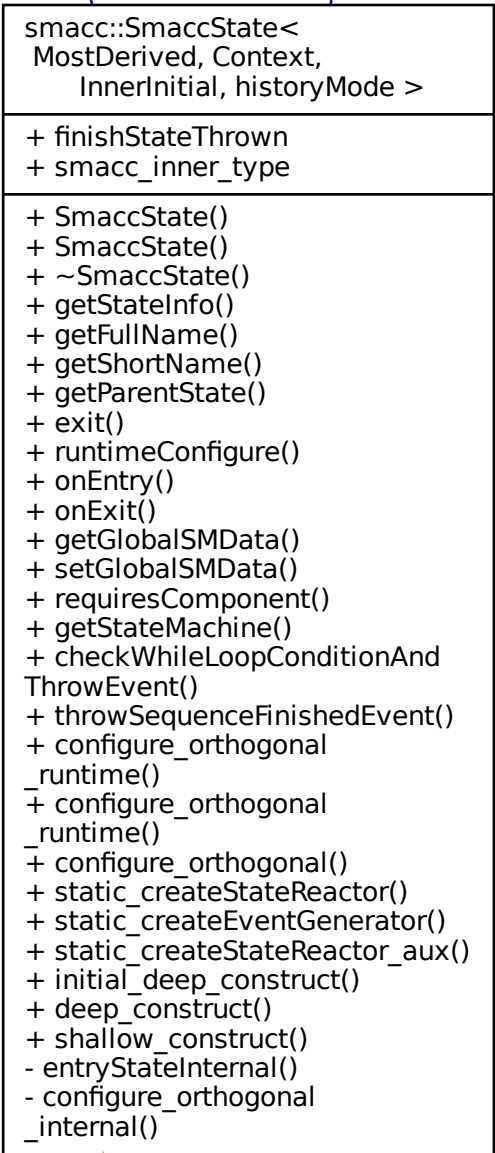 smacc::SmaccState<
MostDerived, Context,
InnerInitial, historyMode >
+ finishStateThrown
+ smacc_inner_type
+ SmaccState()
+ SmaccState()
+ ~SmaccState()
+ getStateInfo()
+ getFullName()
+ getShortName()
+ getParentState()
+ exit()
+ runtimeConfigure()
+ onEntry()
+ onExit()
+ getGlobalSMData()
+ setGlobalSMData()
+ requiresComponent()
+ getStateMachine()
+ checkWhileLoopConditionAnd
ThrowEvent()
+ throwSequenceFinishedEvent()
+ configure_orthogonal
_runtime()
+ configure_orthogonal
_runtime()
+ configure_orthogonal()
+ static_createStateReactor()
+ static_createEventGenerator()
+ static_createStateReactor_aux()
+ initial_deep_construct()
+ deep_construct()
+ shallow_construct()
- entryStateInternal()
- configure_orthogonal
_internal()